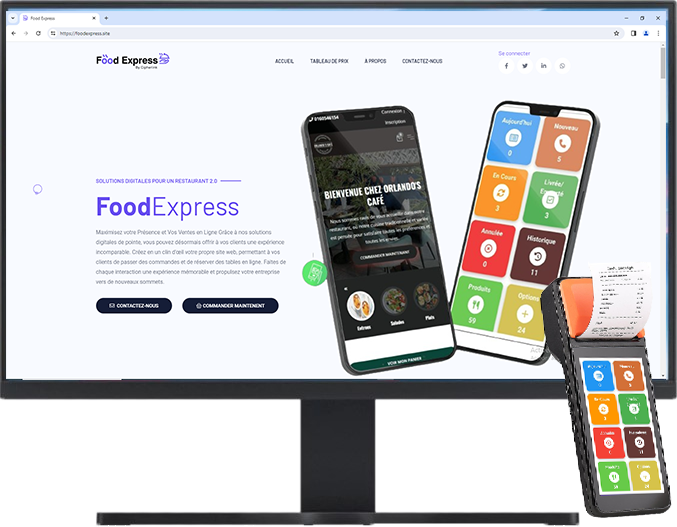 Food Express
https://foodexpress.site
Food Express
By Ciphercrik
ACCUEIL
TABLEAU DE PRIX
A PROPOS
CONTACTEZ-NOUS
Se connecter
SOLUTIONS DIGITALES POUR UN RESTAURANT 2.0
FoodExpress
Maximisez votre Présence et Vos Ventes en Ligne Grâce à nos solutions
digitales de pointe, vous pouvez désormais offrir à vos clients une expérience
incomparable. Créez en un clin d'œil votre propre site web, permettant à vos
clients de passer des commandes et de réserver des tables en ligne. Faites de
chaque interaction une expérience mémorable et propulsez votre entreprise
vers de nouveaux sommets.
CONTACTEZ-NOUS
COMMANDER MAINTENENT
0160546154
Connexion
Inscription
BIENVENUE CHEZ ORLANDO'S
CAFÉ
COMMANDER MAINTENANT
Entrees
Salades
Plats
VOIR MON PANIER
Aujourd'hui
0
Nouveau
5
En Cours
3
Livrée/
3
Annulée
0
Historique
11
Produits
59
Options
24